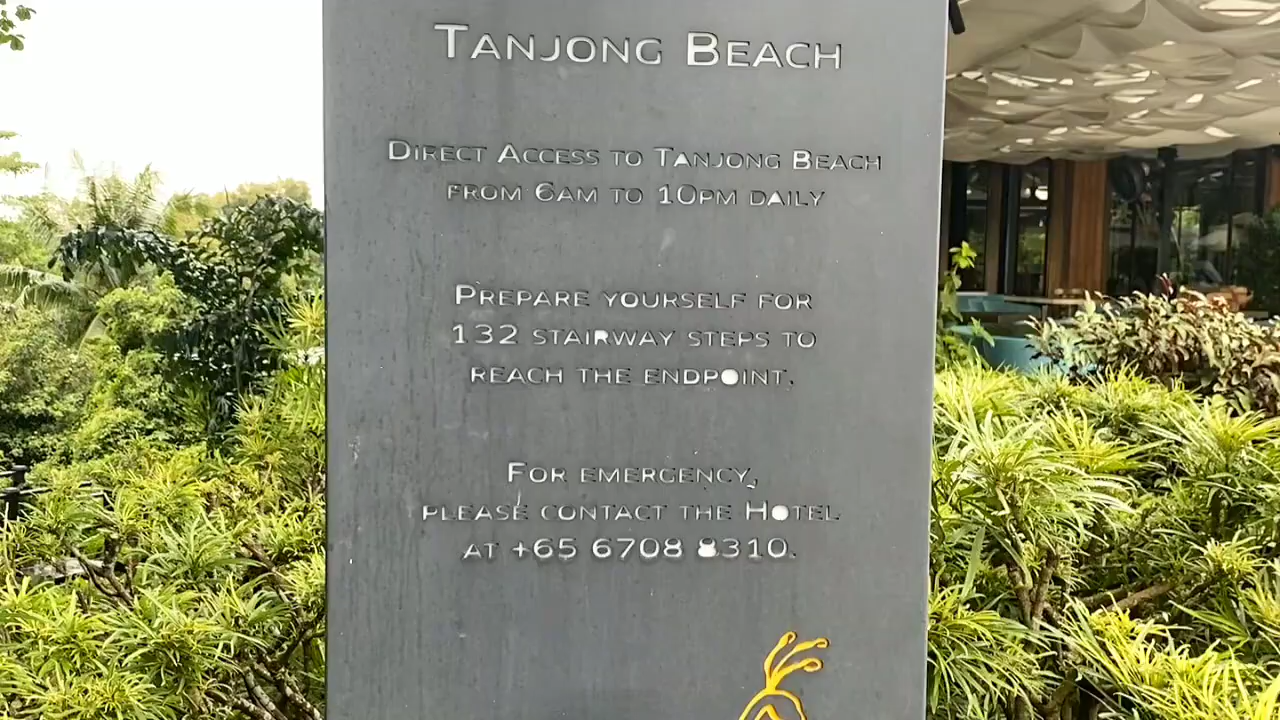 TANJONG BEACH
DIRECT ACCESS TO TANJONG BEACH
FROM 6AM TO 10PM DAILY
PREPARE YOURSELF FOR
132 STAIRWAY STEPS TO
REACH THE ENDPOINT.
FOR EMERGENCY,
PLEASE CONTACT THE HOTEL
AT +65 6708 8310.